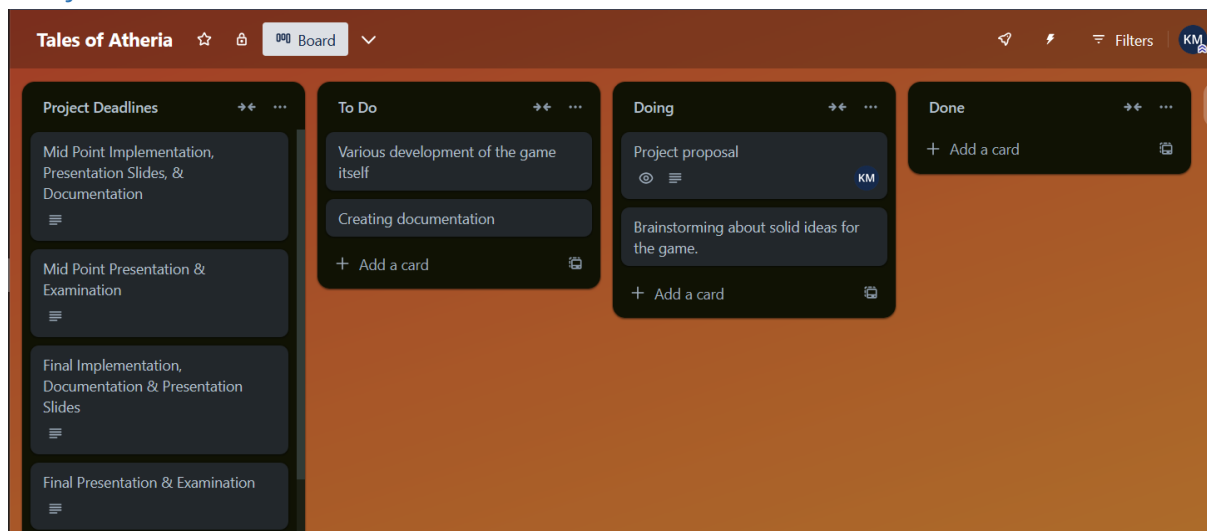 Tales of Atheria
Board
Filters
KM
Project Deadlines
Mid Point Implementation,
Presentation Slides, &
Documentation
Mid Point Presentation &
Examination
Final Implementation,
Documentation & Presentation
Slides
Final Presentation & Examination
To Do
Various development of the game
itself
Creating documentation
+ Add a card
Doing
Project proposal
KM
Brainstorming about solid ideas for
the game.
+ Add a card
Done
+ Add a card